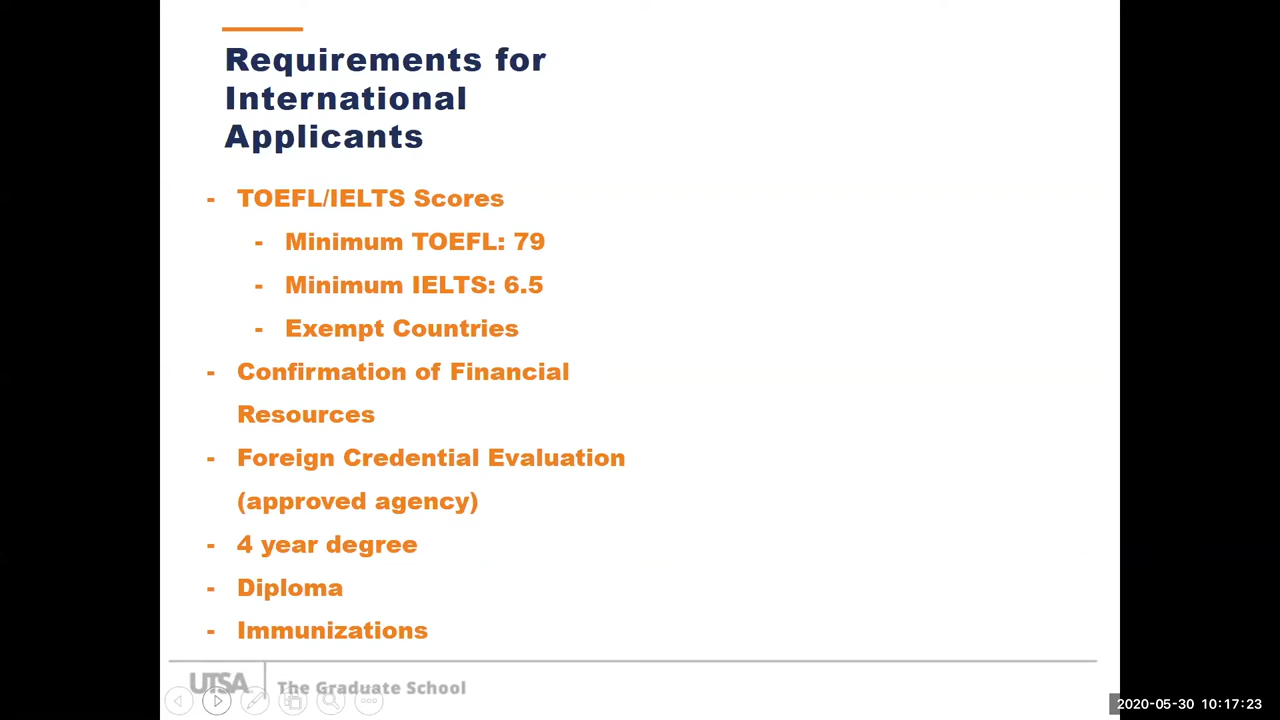 Requirements for
International
Applicants
- TOEFL/IELTS Scores
- Minimum TOEFL: 79
- Minimum IELTS: 6.5
- Exempt Countries
- Confirmation of Financial
Resources
- Foreign Credential Evaluation
(approved agency)
- 4 year degree
- Diploma
- Immunizations
UTSA The Graduate School
2020-05-30 10:17:23